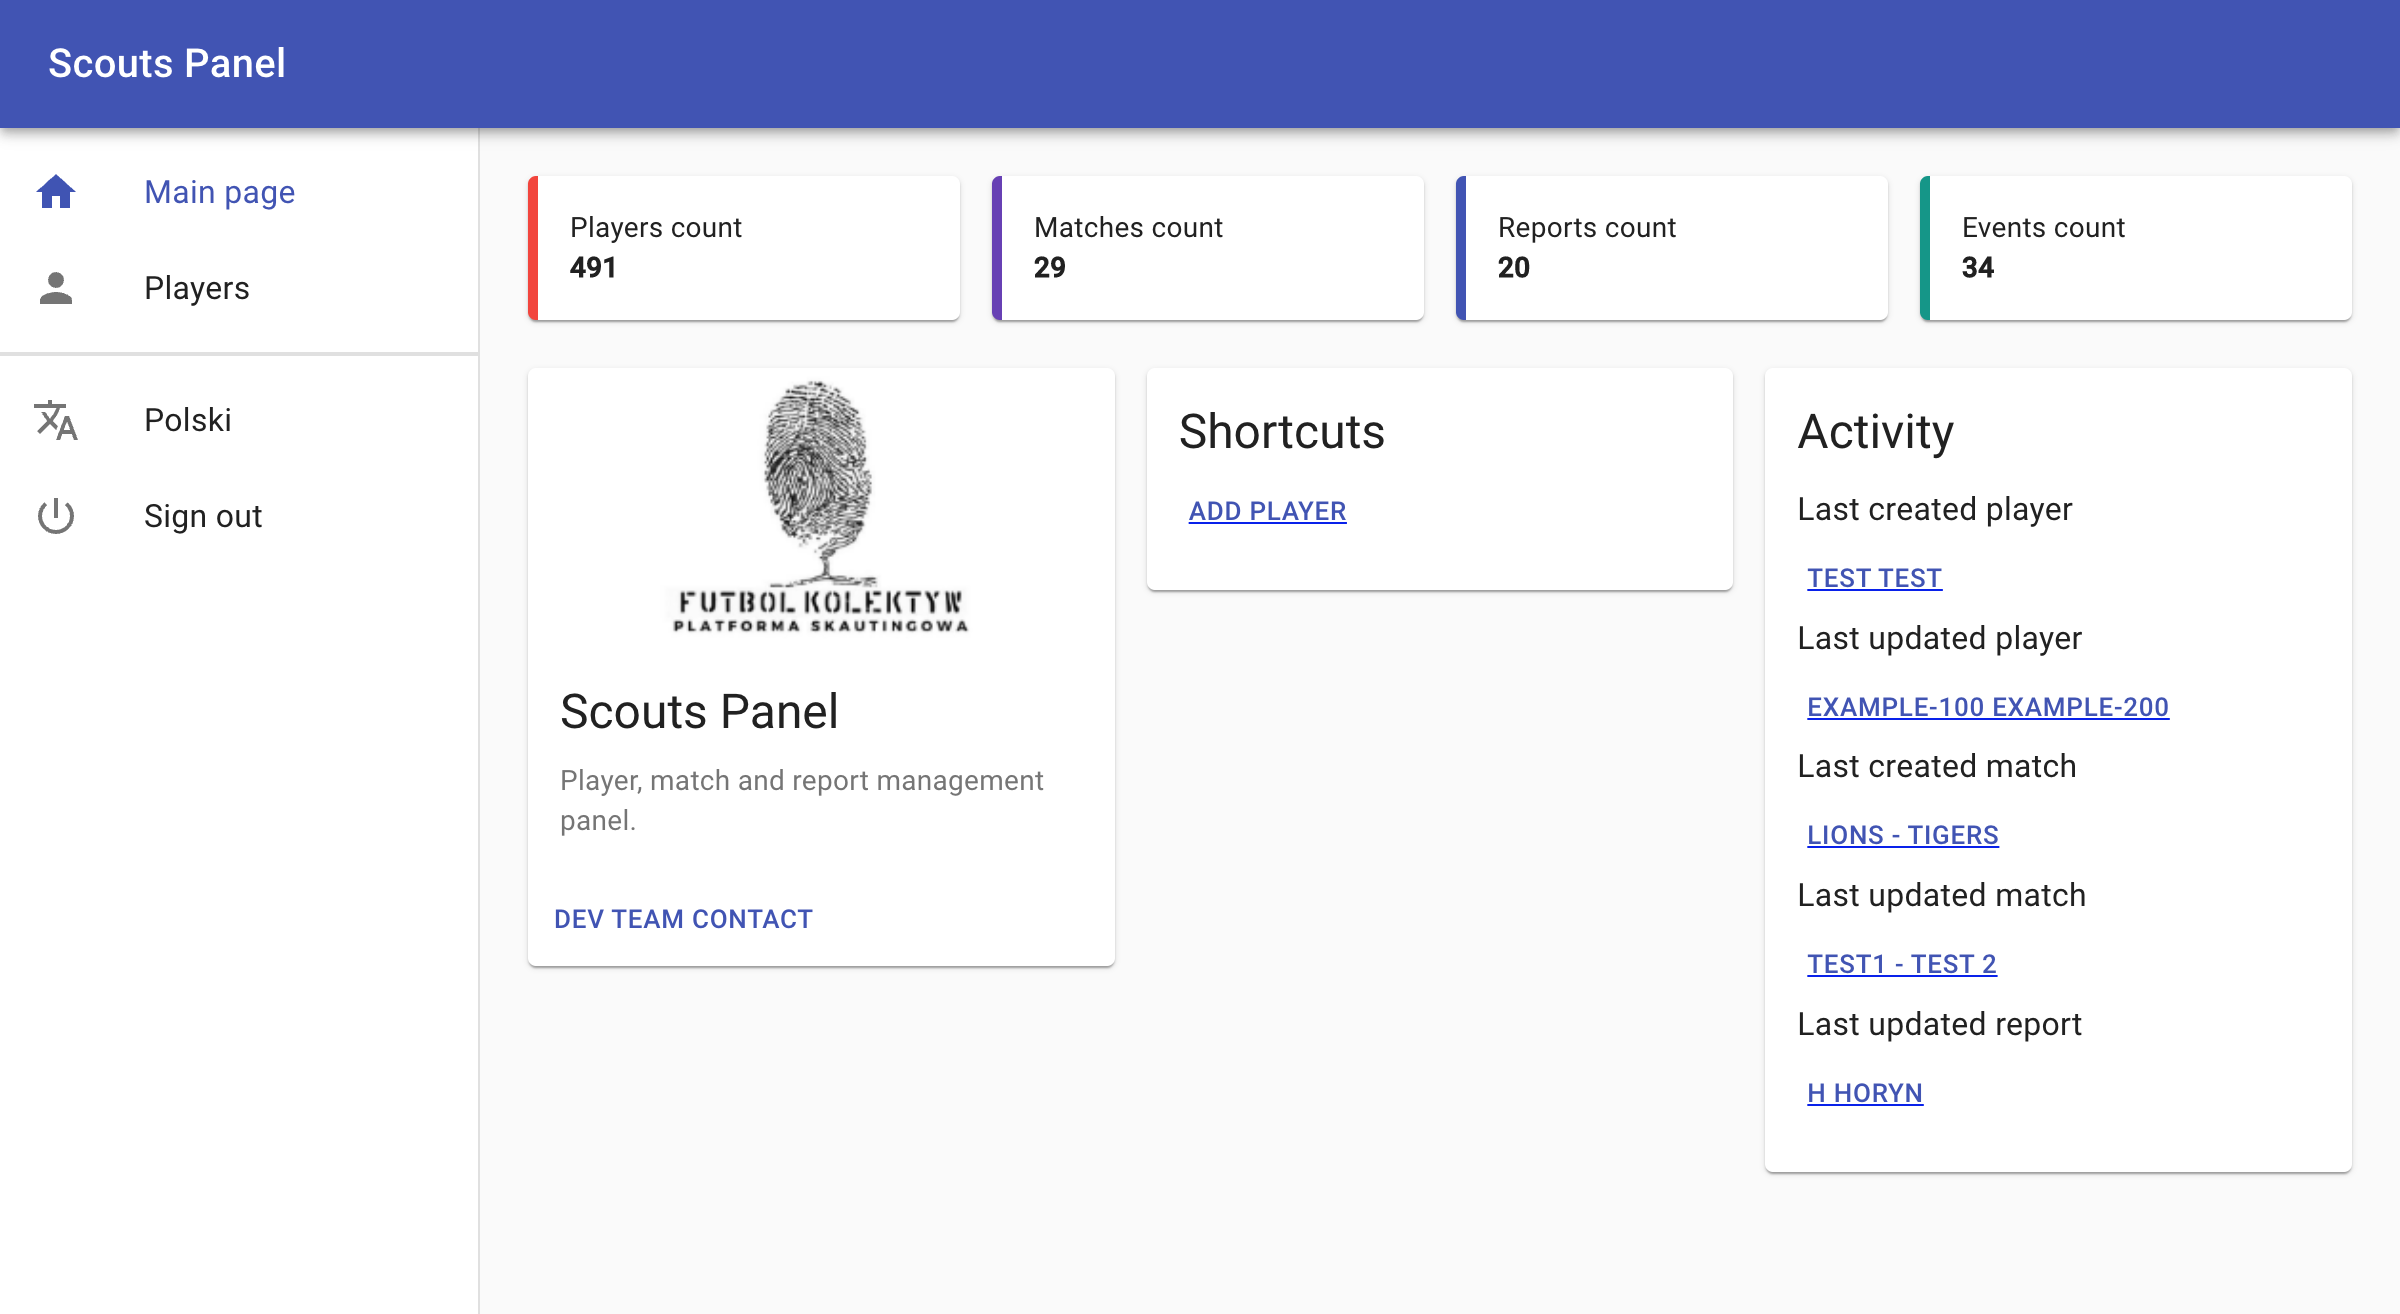 Scouts Panel
Main page
Players
Polski
Sign out
Players count
491
Matches count
29
Reports count
20
Events count
34
FUTBOL KOLEKTYW
PLATFORMA SKAUTINGOWA
Scouts Panel
Player, match and report management
panel.
DEV TEAM CONTACT
Shortcuts
ADD PLAYER
Activity
Last created player
TEST TEST
Last updated player
EXAMPLE-100 EXAMPLE-200
Last created match
LIONS - TIGERS
Last updated match
TEST1 - TEST 2
Last updated report
H HORYN